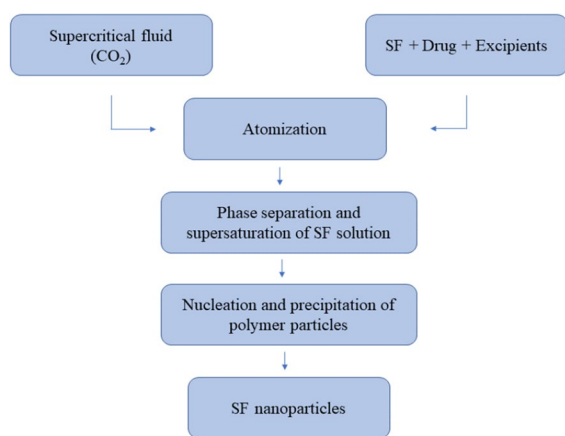 Supercritical fluid
(CO₂)
SF + Drug + Excipients
Atomization
Phase separation and
supersaturation of SF solution
Nucleation and precipitation of
polymer particles
SF nanoparticles